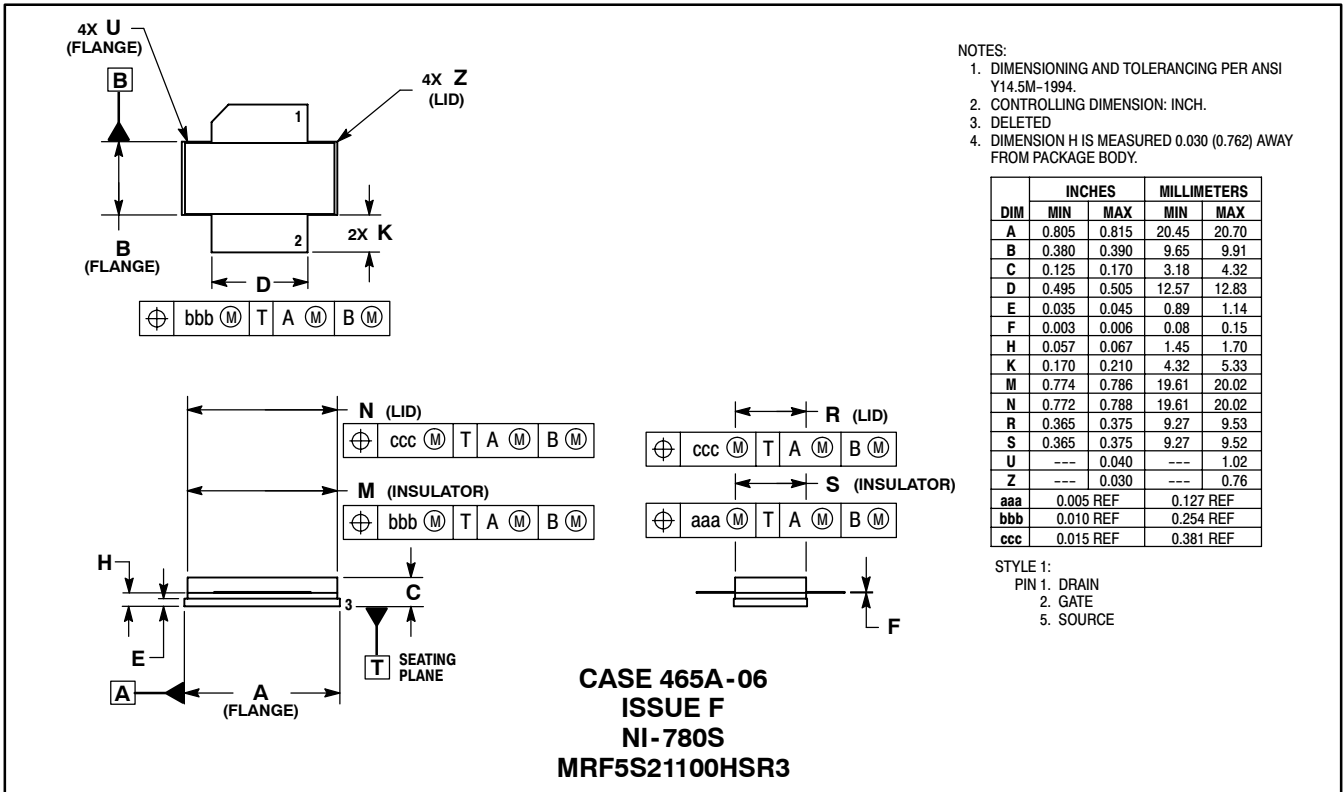 4X U
(FLANGE)
B
4X Z
(LID)
1
2
2X K
B
(FLANGE)
D
⌖ bbb Ⓜ T A Ⓜ B Ⓜ
N (LID)
⌖ ccc Ⓜ T A Ⓜ B Ⓜ
M (INSULATOR)
⌖ bbb Ⓜ T A Ⓜ B Ⓜ
H
C
3
E
T SEATING
PLANE
A
A
(FLANGE)
R (LID)
⌖ ccc Ⓜ T A Ⓜ B Ⓜ
S (INSULATOR)
⌖ aaa Ⓜ T A Ⓜ B Ⓜ
F
NOTES:
1. DIMENSIONING AND TOLERANCING PER ANSI
Y14.5M-1994.
2. CONTROLLING DIMENSION: INCH.
3. DELETED
4. DIMENSION H IS MEASURED 0.030 (0.762) AWAY
FROM PACKAGE BODY.
INCHES MILLIMETERS
DIM MIN MAX MIN MAX
A 0.805 0.815 20.45 20.70
B 0.380 0.390 9.65 9.91
C 0.125 0.170 3.18 4.32
D 0.495 0.505 12.57 12.83
E 0.035 0.045 0.89 1.14
F 0.003 0.006 0.08 0.15
H 0.057 0.067 1.45 1.70
K 0.170 0.210 4.32 5.33
M 0.774 0.786 19.61 20.02
N 0.772 0.788 19.61 20.02
R 0.365 0.375 9.27 9.53
S 0.365 0.375 9.27 9.52
U --- 0.040 --- 1.02
Z --- 0.030 --- 0.76
aaa 0.005 REF 0.127 REF
bbb 0.010 REF 0.254 REF
ccc 0.015 REF 0.381 REF
STYLE 1:
PIN 1. DRAIN
2. GATE
5. SOURCE
CASE 465A-06
ISSUE F
NI-780S
MRF5S21100HSR3